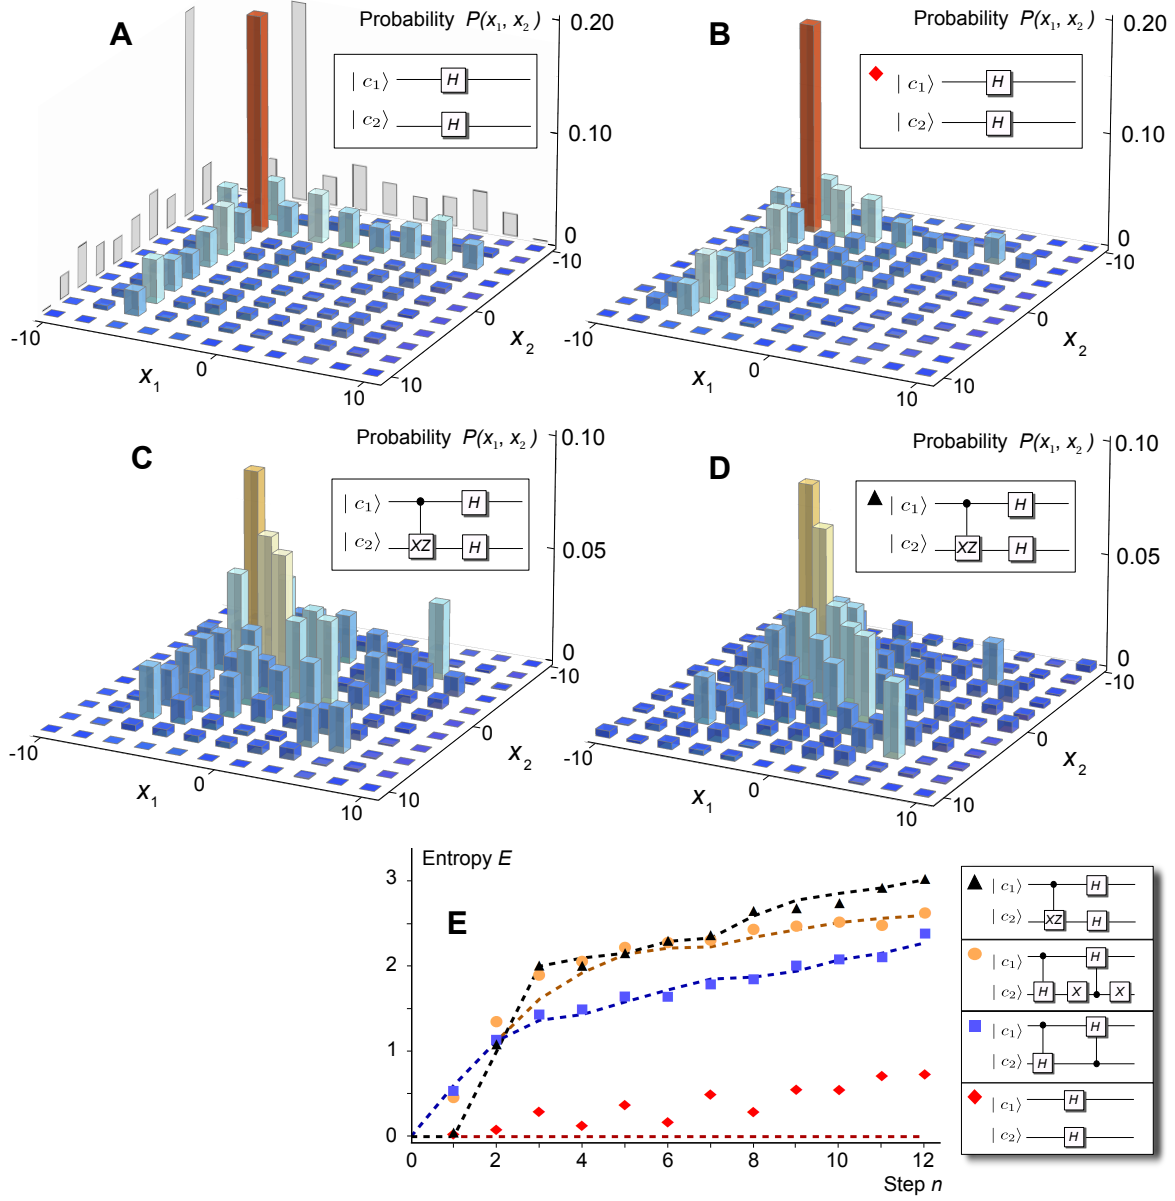 A
Probability P(x₁, x₂)
0.20
0.10
0
| c₁⟩ H
| c₂⟩ H
-10
0
10
x₁
-10
0
10
x₂
B
Probability P(x₁, x₂)
0.20
0.10
0
| c₁⟩ H
| c₂⟩ H
-10
0
10
x₁
-10
0
10
x₂
C
Probability P(x₁, x₂)
0.10
0.05
0
| c₁⟩ H
| c₂⟩ XZ H
-10
0
10
x₁
-10
0
10
x₂
D
Probability P(x₁, x₂)
0.10
0.05
0
| c₁⟩ H
| c₂⟩ XZ H
-10
0
10
x₁
-10
0
10
x₂
E
Entropy E
3
2
1
0
0 2 4 6 8 10 12
Step n
| c₁⟩ H
| c₂⟩ XZ H
| c₁⟩ H
| c₂⟩ H X X
| c₁⟩ H
| c₂⟩ H
| c₁⟩ H
| c₂⟩ H